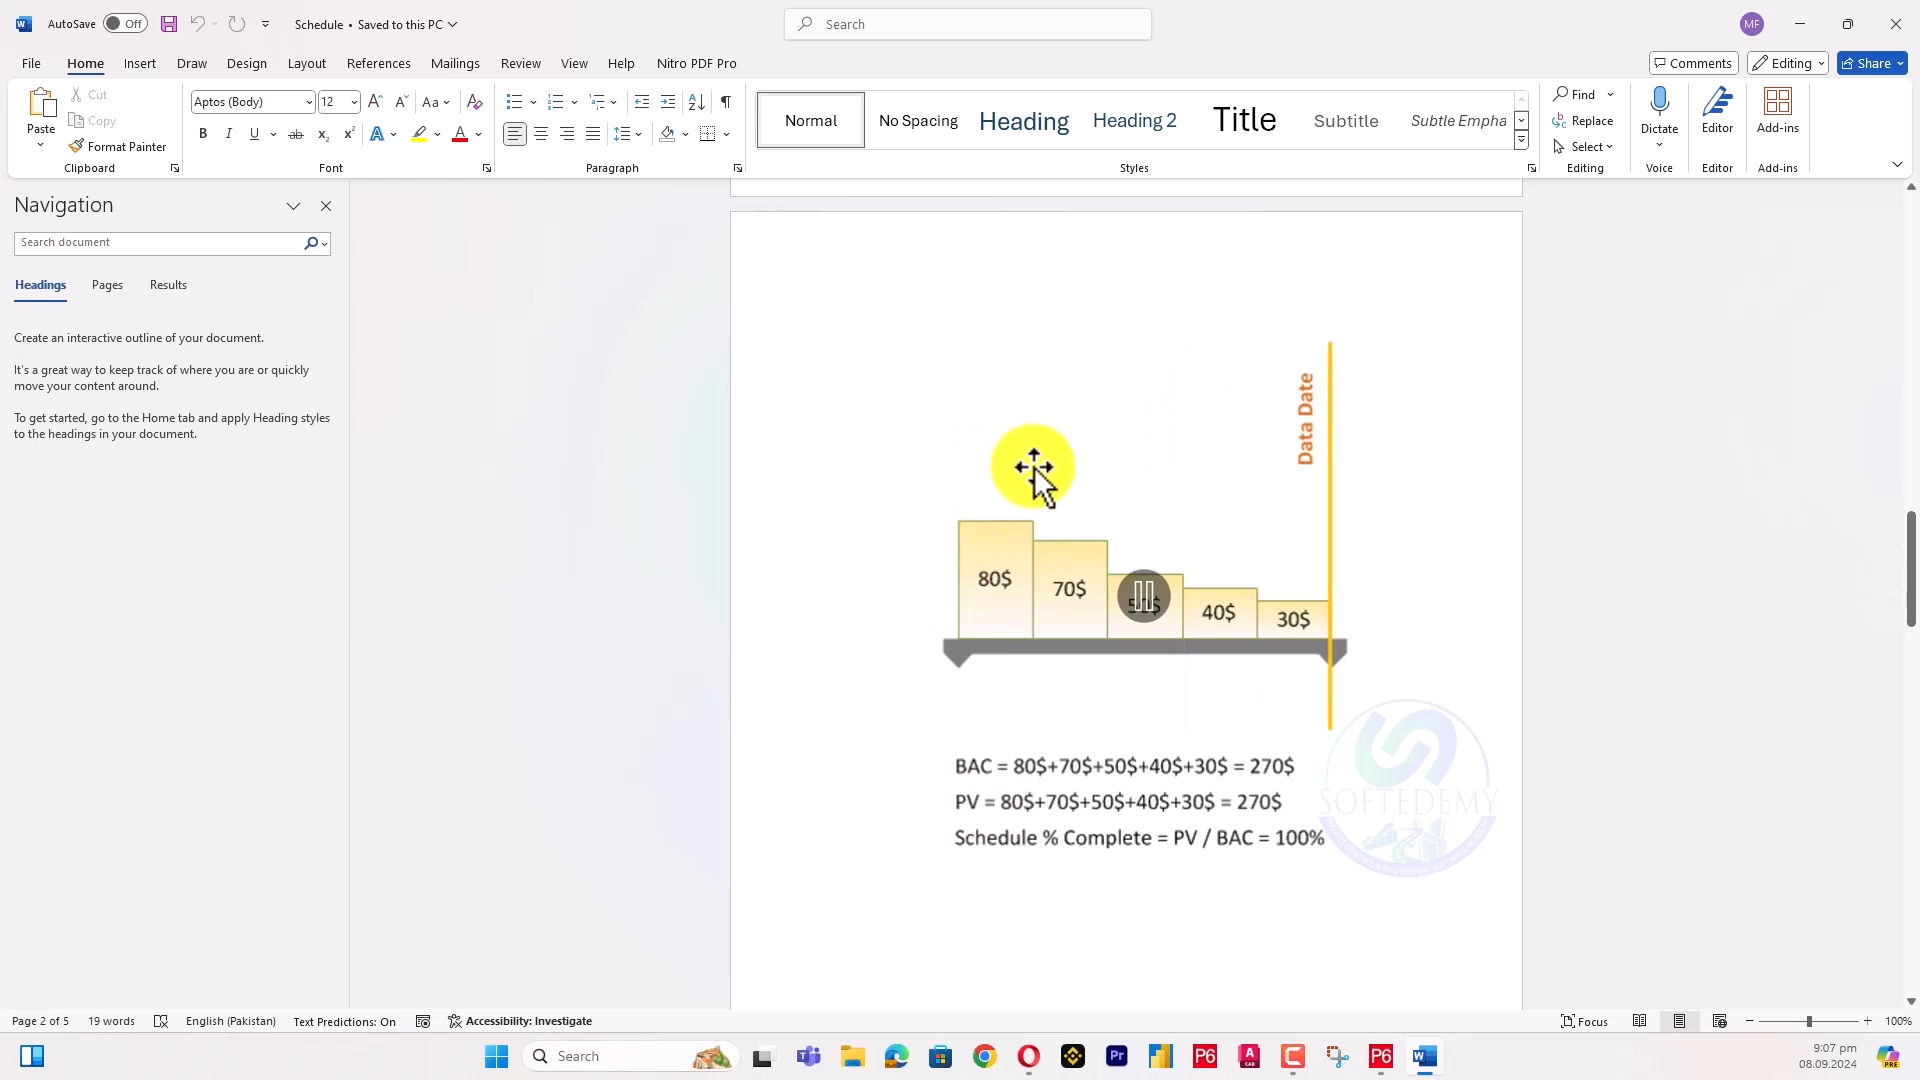 AutoSave Off Schedule • Saved to this PC Search MF
File Home Insert Draw Design Layout References Mailings Review View Help Nitro PDF Pro Comments Editing Share
Paste Cut Copy Format Painter
Clipboard
Aptos (Body) 12
Font
Paragraph
Normal No Spacing Heading Heading 2 Title Subtitle Subtle Empha
Styles
Find Replace Select
Editing
Dictate
Voice
Editor
Editor
Add-ins
Add-ins
Navigation
Search document
Headings Pages Results
Create an interactive outline of your document.
It's a great way to keep track of where you are or quickly
move your content around.
To get started, go to the Home tab and apply Heading styles
to the headings in your document.
Data Date
80$ 70$ 50$ 40$ 30$
BAC = 80$+70$+50$+40$+30$ = 270$
PV = 80$+70$+50$+40$+30$ = 270$
Schedule % Complete = PV / BAC = 100%
SOFTEDEMY
Page 2 of 5 19 words English (Pakistan) Text Predictions: On Accessibility: Investigate Focus 100%
Search
9:07 pm
08.09.2024